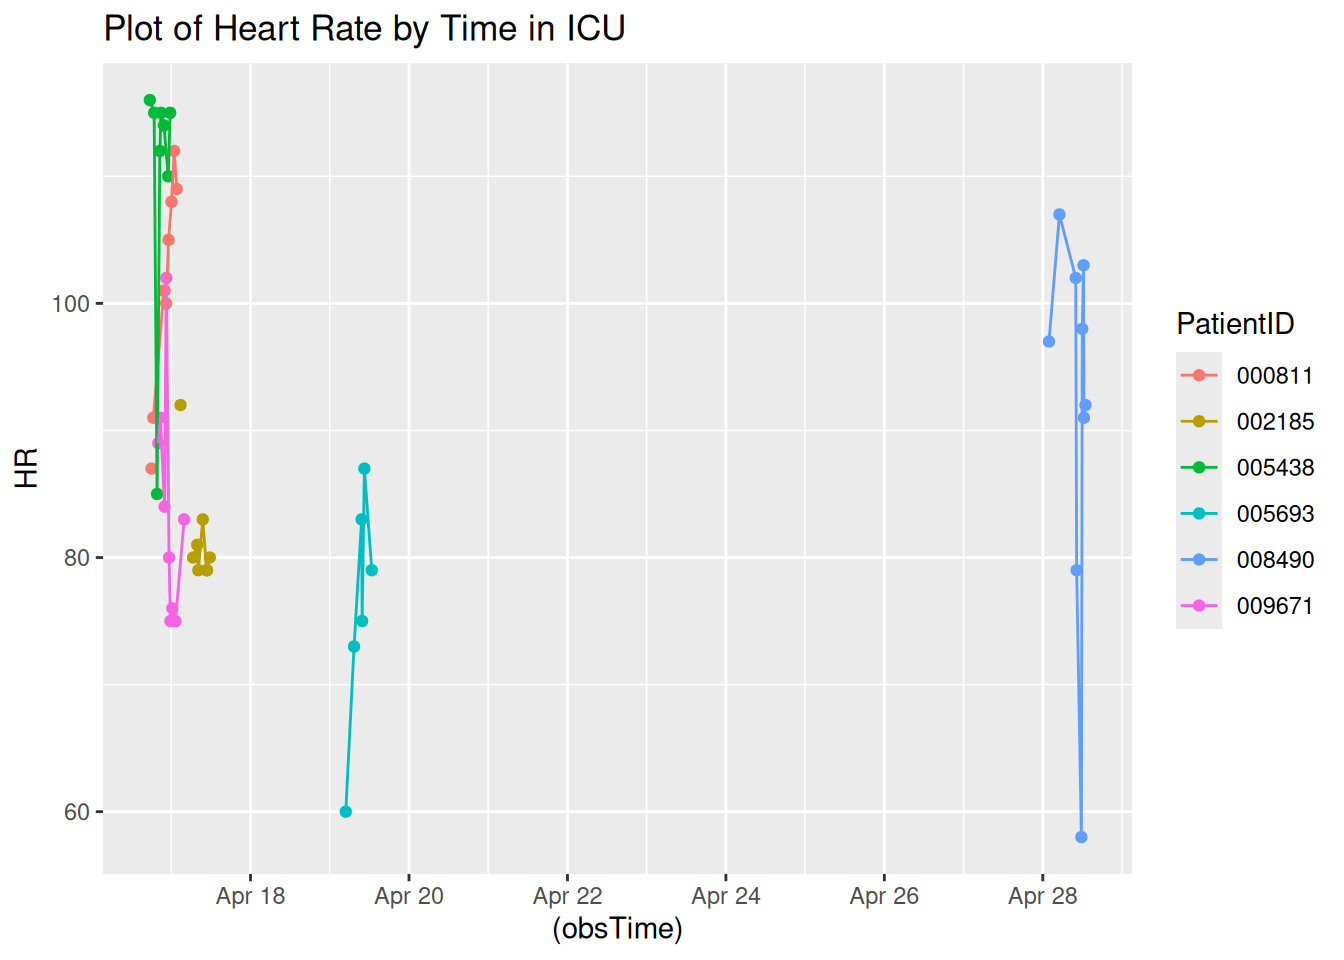 Plot of Heart Rate by Time in ICU
HR
100
80
60
Apr 18
Apr 20
Apr 22
Apr 24
Apr 26
Apr 28
(obsTime)
PatientID
000811
002185
005438
005693
008490
009671